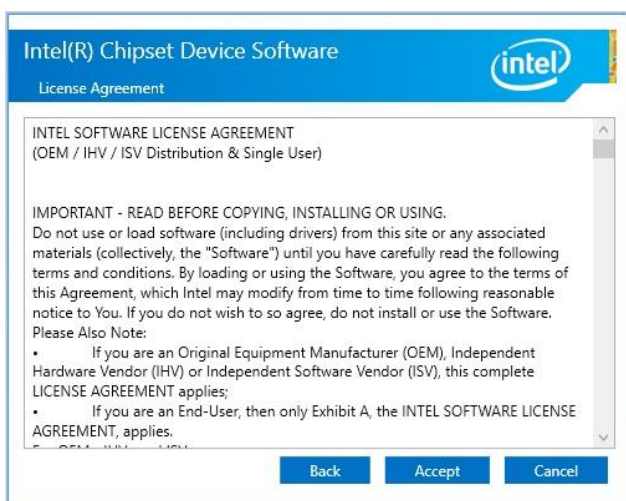 Intel(R) Chipset Device Software
intel
License Agreement
INTEL SOFTWARE LICENSE AGREEMENT
(OEM / IHV / ISV Distribution & Single User)
IMPORTANT - READ BEFORE COPYING, INSTALLING OR USING.
Do not use or load software (including drivers) from this site or any associated
materials (collectively, the "Software") until you have carefully read the following
terms and conditions. By loading or using the Software, you agree to the terms of
this Agreement, which Intel may modify from time to time following reasonable
notice to You. If you do not wish to so agree, do not install or use the Software.
Please Also Note:
• If you are an Original Equipment Manufacturer (OEM), Independent
Hardware Vendor (IHV) or Independent Software Vendor (ISV), this complete
LICENSE AGREEMENT applies;
• If you are an End-User, then only Exhibit A, the INTEL SOFTWARE LICENSE
AGREEMENT, applies.
Back Accept Cancel